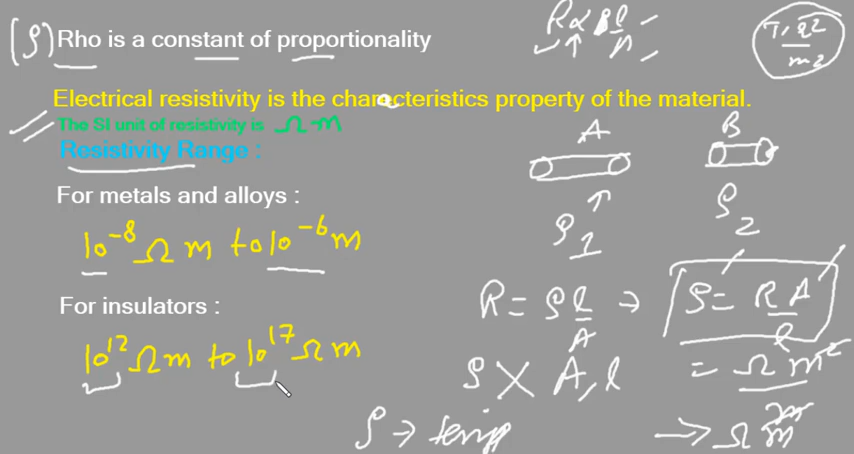 (ρ) Rho is a constant of proportionality
Electrical resistivity is the characteristics property of the material.
The SI unit of resistivity is Ω-m
Resistivity Range :
For metals and alloys :
10⁻⁸ Ω m to 10⁻⁶ m
For insulators :
10¹² Ω m to 10¹⁷ Ω m
R ∝ l
A
B
ρ1
ρ2
R = ρ l/A → ρ = RA/l
ρ X A, l
= Ω m²
ρ → temp
→ Ω m